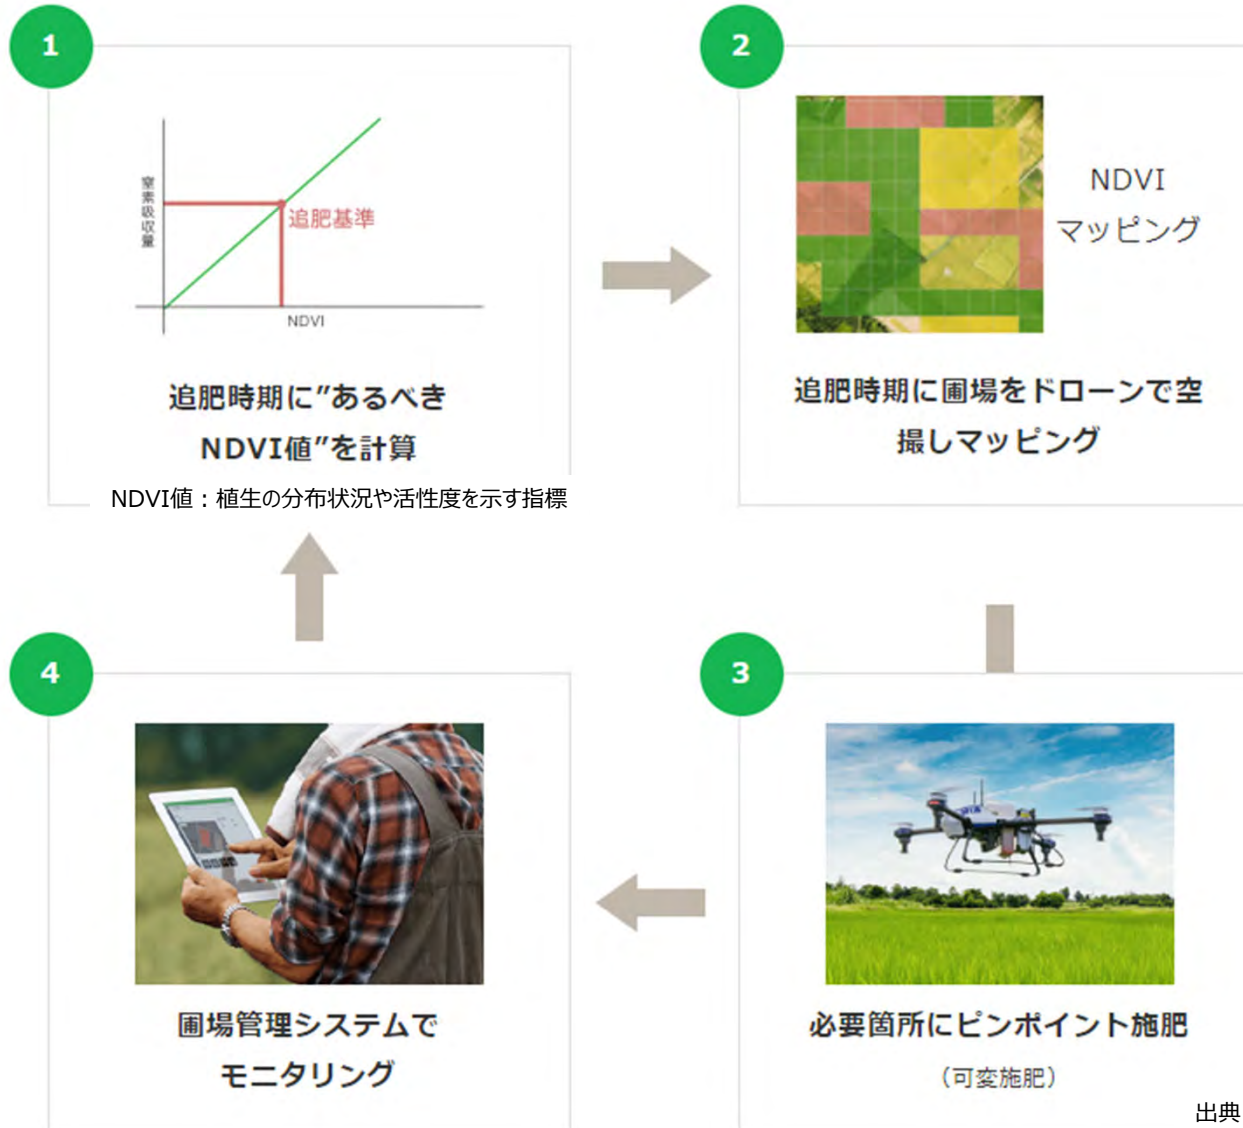 1
窒素吸収量
追肥基準
NDVI
追肥時期に”あるべき
NDVI値”を計算
NDVI値：植生の分布状況や活性度を示す指標
2
NDVI
マッピング
追肥時期に圃場をドローンで空
撮しマッピング
3
必要箇所にピンポイント施肥
（可変施肥）
4
圃場管理システムで
モニタリング
出典